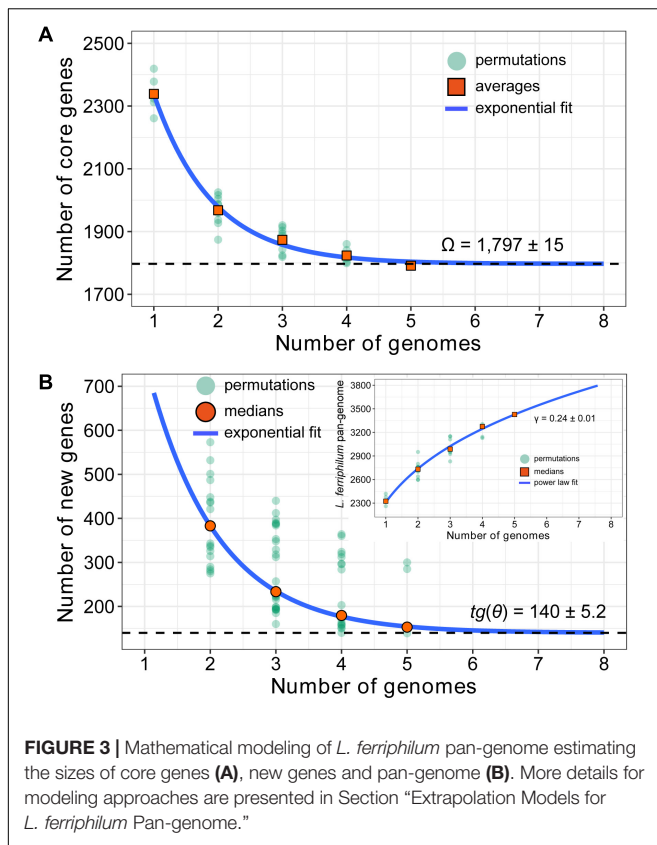 A
2500
2300
2100
1900
1700
Number of core genes
permutations
averages
exponential fit
Ω = 1,797 ± 15
1 2 3 4 5 6 7 8
Number of genomes
B
700
600
500
400
300
200
Number of new genes
permutations
medians
exponential fit
3800
3500
3200
2900
2600
2300
L. ferriphilum pan-genome
γ = 0.24 ± 0.01
permutations
medians
power law fit
1 2 3 4 5 6 7 8
Number of genomes
tg(θ) = 140 ± 5.2
1 2 3 4 5 6 7 8
Number of genomes
FIGURE 3 | Mathematical modeling of L. ferriphilum pan-genome estimating
the sizes of core genes (A), new genes and pan-genome (B). More details for
modeling approaches are presented in Section “Extrapolation Models for
L. ferriphilum Pan-genome.”